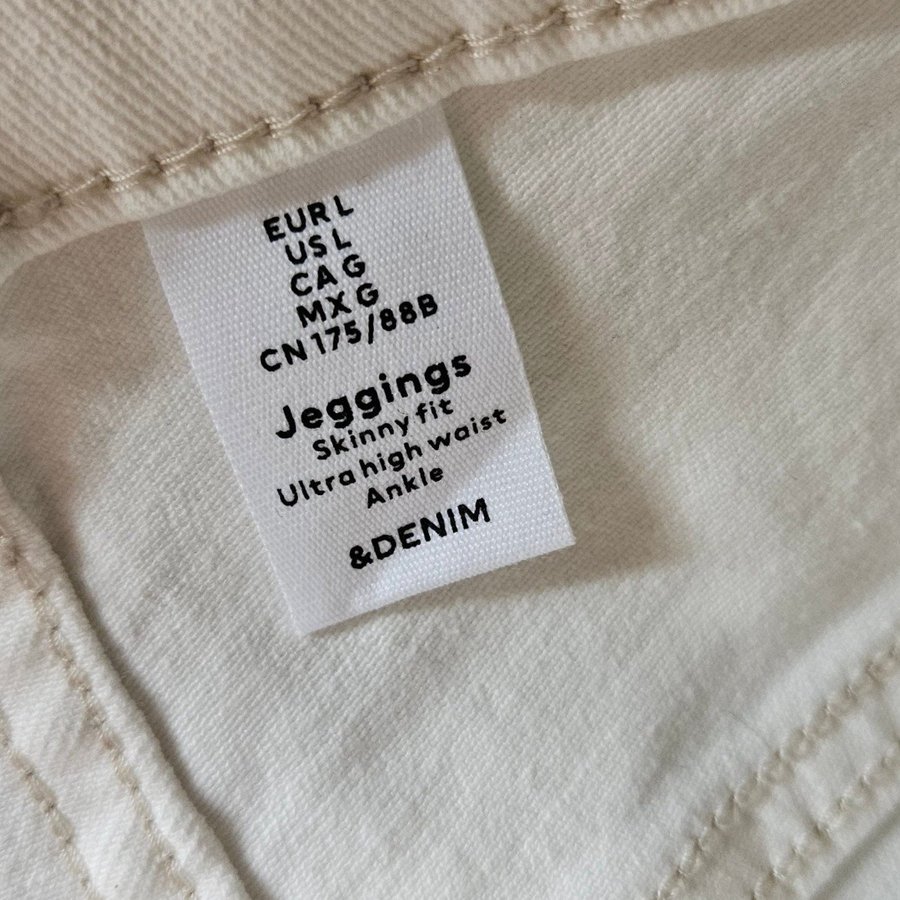 EUR L
US L
CA G
MX G
CN 175/88B
Jeggings
Skinny fit
Ultra high waist
Ankle
&DENIM